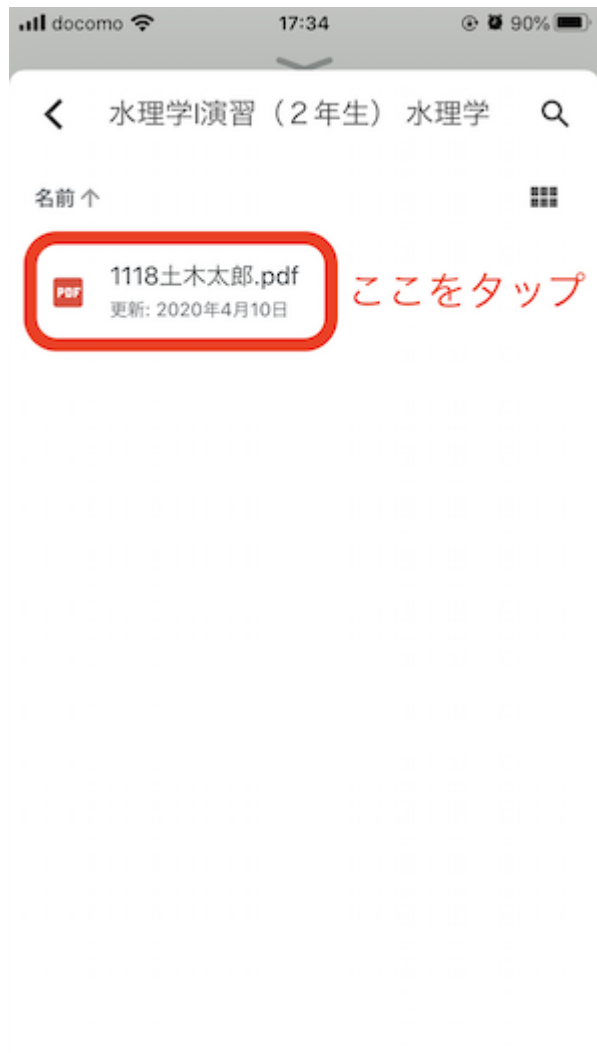 docomo 17:34 90%
水理学I演習（２年生） 水理学
名前 ↑
PDF
1118土木太郎.pdf
更新: 2020年4月10日
ここをタップ